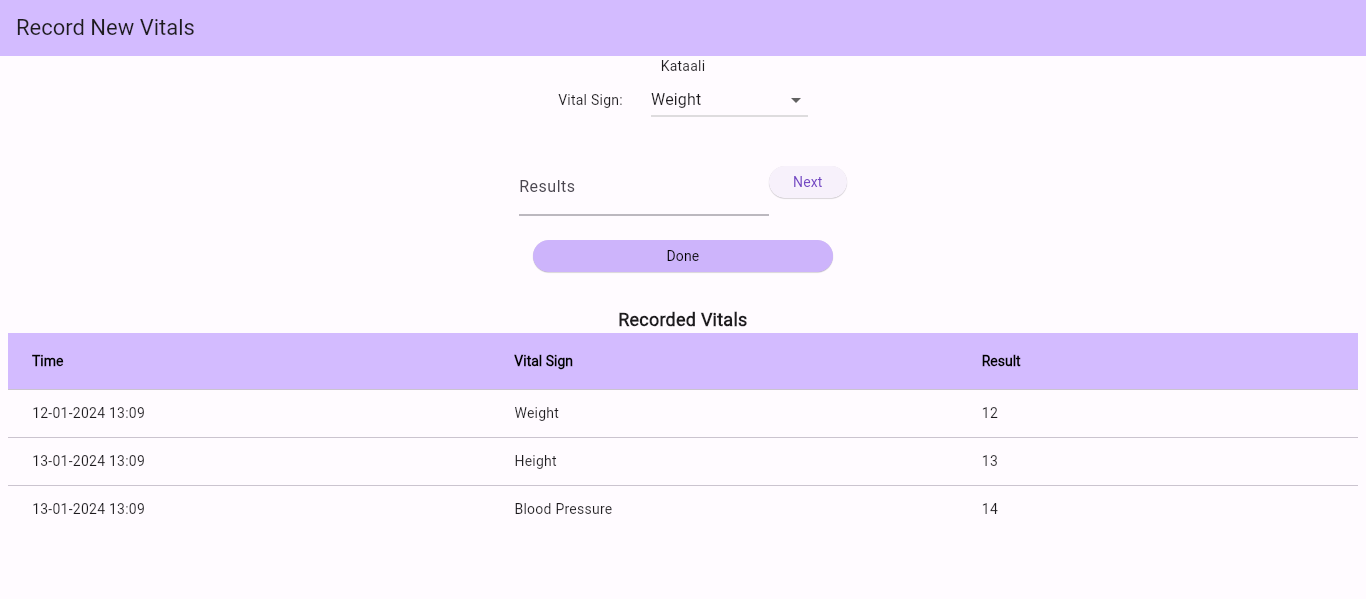 Record New Vitals
Kataali
Vital Sign: Weight
Results Next
Done
Recorded Vitals
Time Vital Sign Result
12-01-2024 13:09 Weight 12
13-01-2024 13:09 Height 13
13-01-2024 13:09 Blood Pressure 14